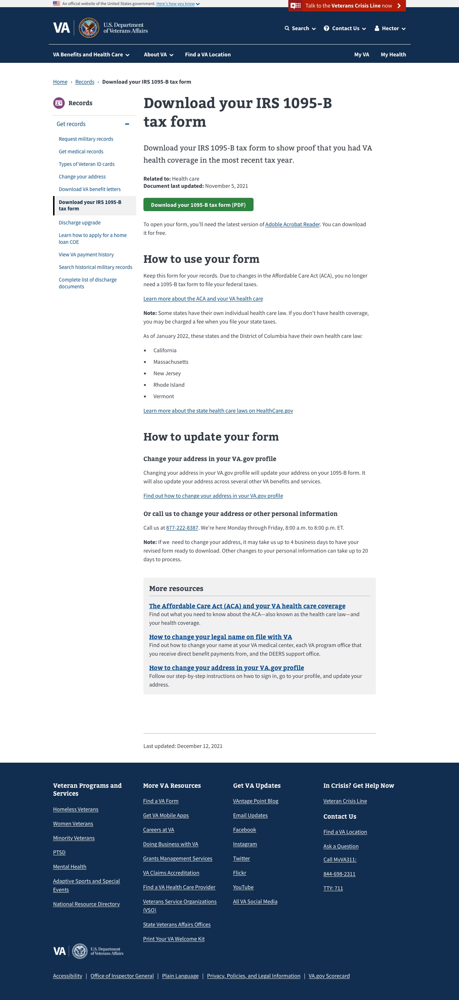 An official website of the United States government. Here's how you know
Talk to the Veterans Crisis Line now
VA
U.S. Department
of Veterans Affairs
Search
Contact Us
Hector
VA Benefits and Health Care
About VA
Find a VA Location
My VA
My Health
Home › Records › Download your IRS 1095-B tax form
Records
Get records
Request military records
Get medical records
Types of Veteran ID cards
Change your address
Download VA benefit letters
Download your IRS 1095-B
tax form
Discharge upgrade
Learn how to apply for a home
loan COE
View VA payment history
Search historical military records
Complete list of discharge
documents
Download your IRS 1095-B
tax form
Download your IRS 1095-B tax form to show proof that you had VA
health coverage in the most recent tax year.
Related to: Health care
Document last updated: November 5, 2021
Download your 1095-B tax form (PDF)
To open your form, you’ll need the latest version of Adoble Acrobat Reader. You can download
it for free.
How to use your form
Keep this form for your records. Due to changes in the Affordable Care Act (ACA), you no longer
need a 1095-B tax form to file your federal taxes.
Learn more about the ACA and your VA health care
Note: Some states have their own individual health care law. If you don’t have health coverage,
you may be charged a fee when you file your state taxes.
As of January 2022, these states and the District of Columbia have their own health care law:
▪ California
▪ Massachusetts
▪ New Jersey
▪ Rhode Island
▪ Vermont
Learn more about the state health care laws on HealthCare.gov
How to update your form
Change your address in your VA.gov profile
Changing your address in your VA.gov profile will update your address on your 1095-B form. It
will also update your address across several other VA benefits and services.
Find out how to change your address in your VA.gov profile
Or call us to change your address or other personal information
Call us at 877-222-8387. We’re here Monday through Friday, 8:00 a.m. to 8:00 p.m. ET.
Note: If we  need to change your address, it may take us up to 4 business days to have your
revised form ready to download. Other changes to your personal information can take up to 20
days to process.
More resources
The Affordable Care Act (ACA) and your VA health care coverage
Find out what you need to know about the ACA—also known as the health care law—and
your health coverage.
How to change your legal name on file with VA
Find out how to change your name at your VA medical center, each VA program office that
you receive direct benefit payments from, and the DEERS support office.
How to change your address in your VA.gov profile
Follow our step-by-step instructions on hwo to sign in, go to your profile, and update your
address.
Last updated: December 12, 2021
Veteran Programs and
Services
Homeless Veterans
Women Veterans
Minority Veterans
PTSD
Mental Health
Adaptive Sports and Special
Events
National Resource Directory
More VA Resources
Find a VA Form
Get VA Mobile Apps
Careers at VA
Doing Business with VA
Grants Management Services
VA Claims Accreditation
Find a VA Health Care Provider
Veterans Service Organizations
(VSO)
State Veterans Affairs Offices
Print Your VA Welcome Kit
Get VA Updates
VAntage Point Blog
Email Updates
Facebook
Instagram
Twitter
Flickr
YouTube
All VA Social Media
In Crisis? Get Help Now
Veteran Crisis Line
Contact Us
Find a VA Location
Ask a Question
Call MyVA311:
844-698-2311
TTY: 711
VA
U.S. Department
of Veterans Affairs
Accessibility | Office of Inspector General | Plain Language | Privacy, Policies, and Legal Information | VA.gov Scorecard